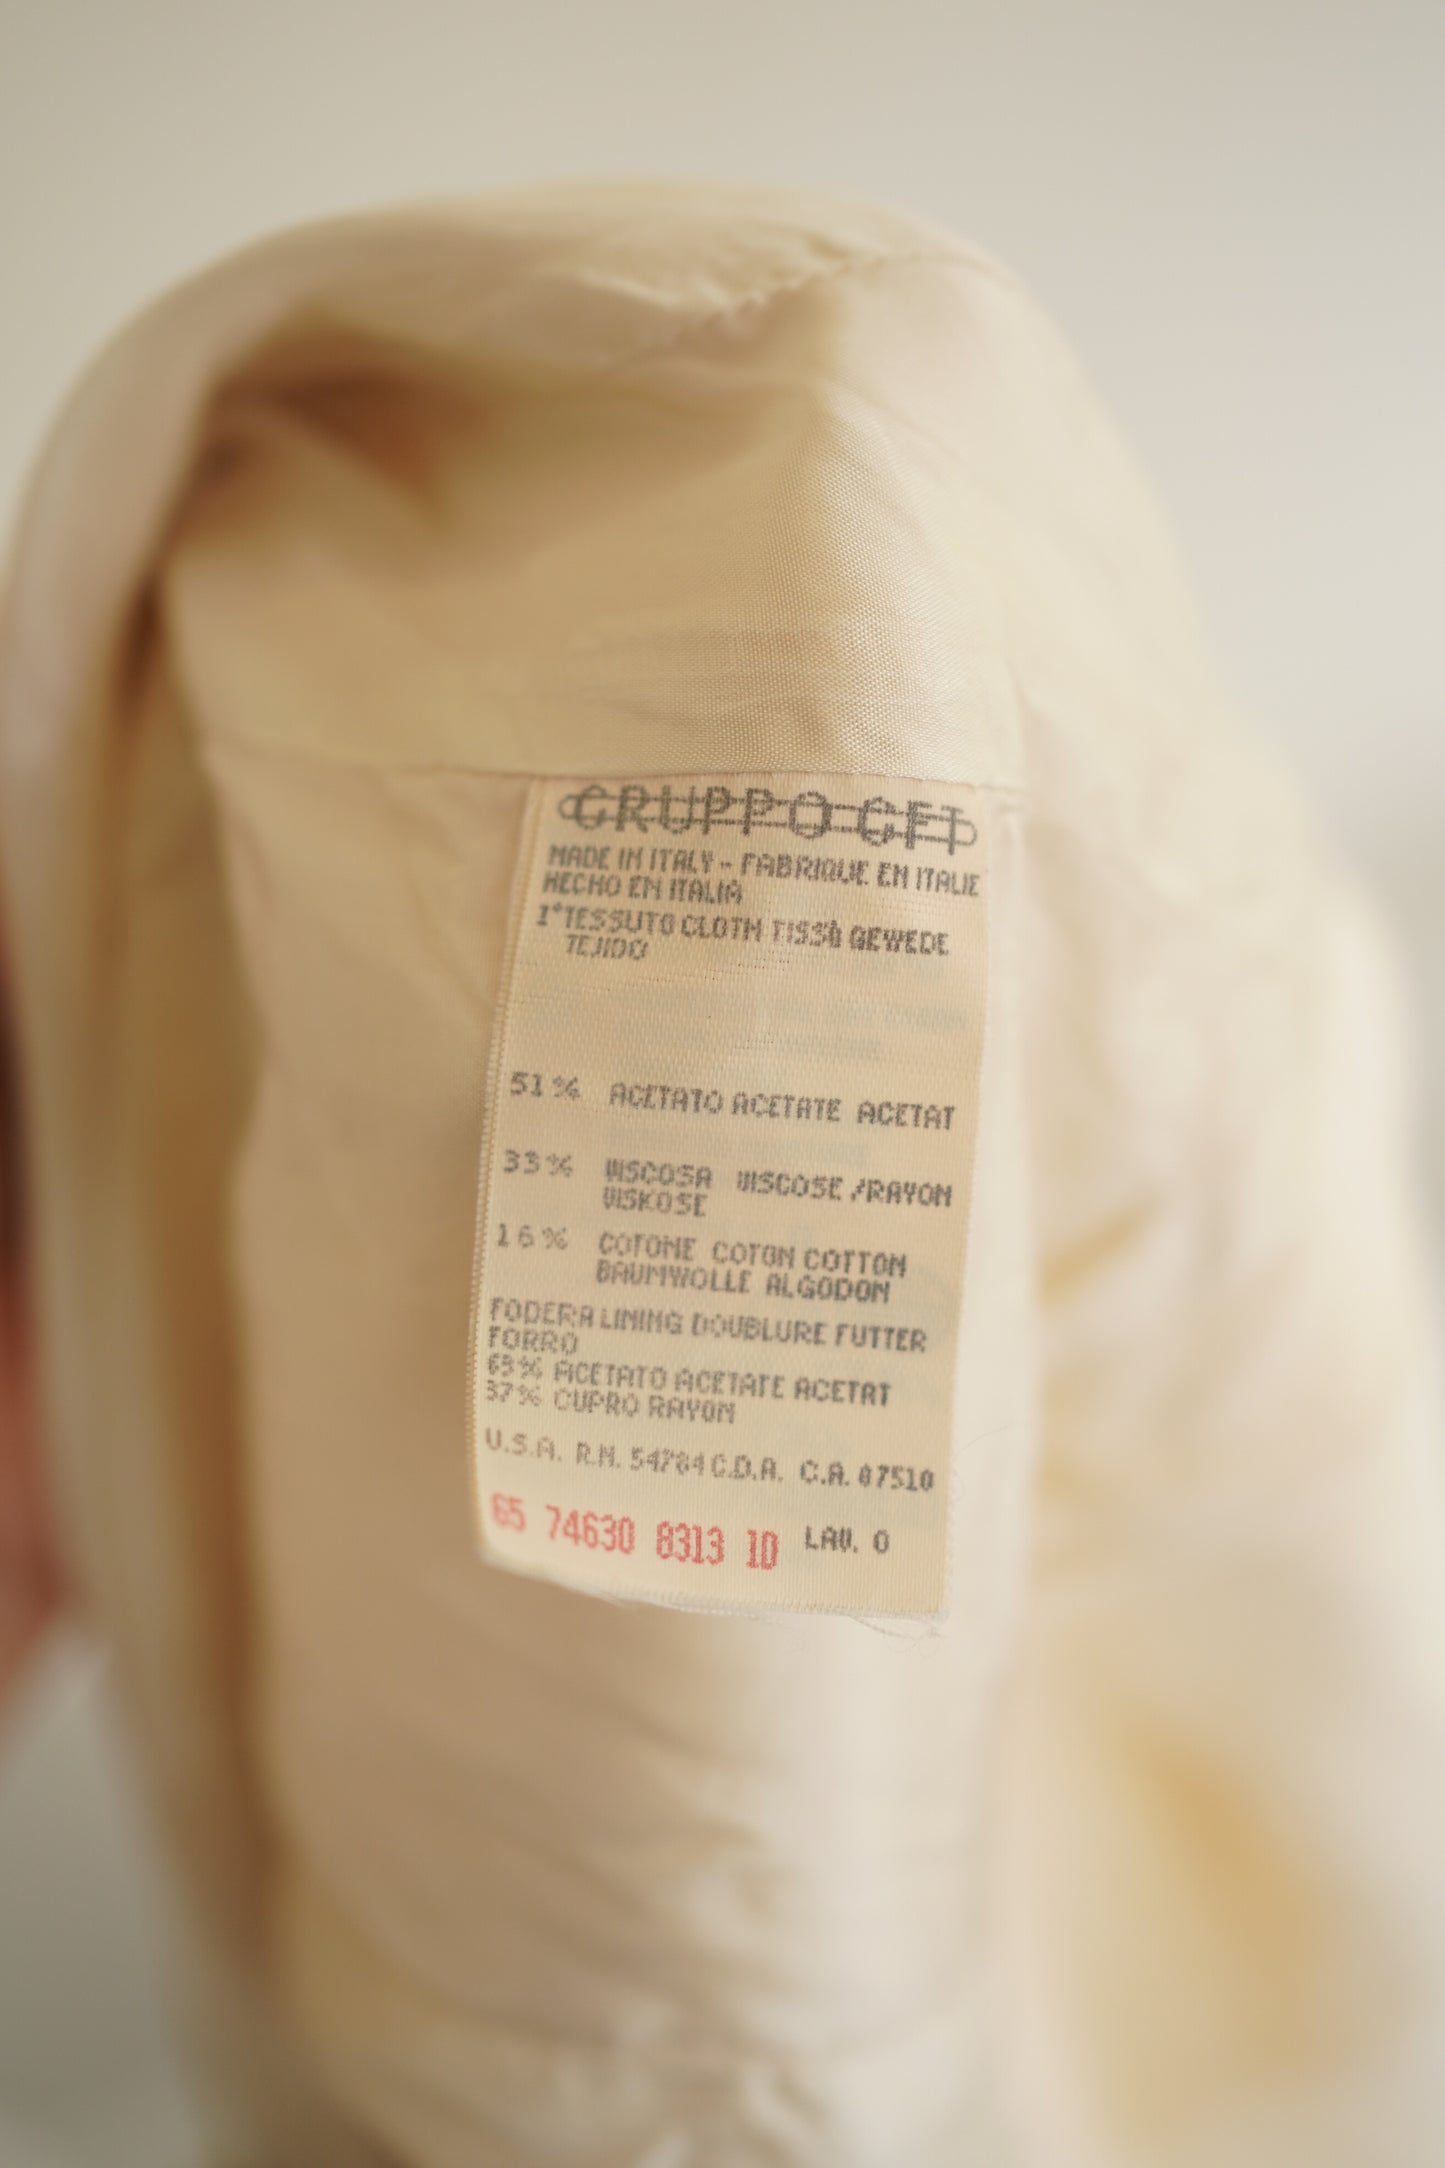 GRUPPO GFT
MADE IN ITALY - FABRIQUE EN ITALIE
HECHO EN ITALIA
1°TESSUTO CLOTH TISSÙ GEWEDE
TEJIDO
51% ACETATO ACETATE ACETAT
33% VISCOSA VISCOSE/RAYON
VISKOSE
16% COTONE COTON COTTON
BAUMWOLLE ALGODON
FODERA LINING DOUBLURE FUTTER
FORRO
63% ACETATO ACETATE ACETAT
37% CUPRO RAYON
U.S.A. R.N. 54784 C.D.A. C.A. 07510
65 74630 8313 10 LAV. 0